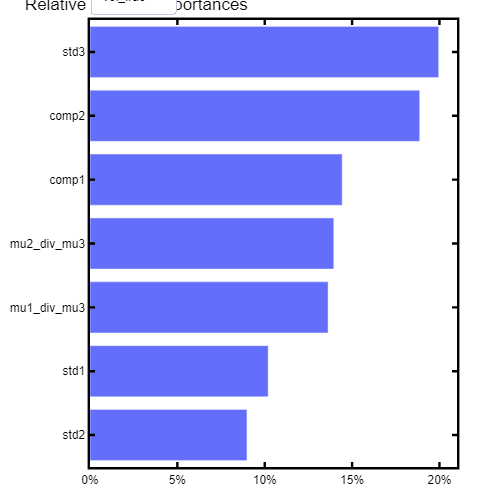 Relative portances
std3
comp2
comp1
mu2_div_mu3
mu1_div_mu3
std1
std2
0% 5% 10% 15% 20%